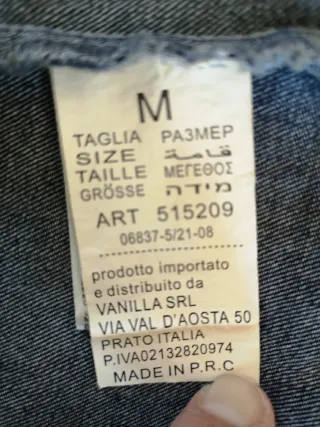 M
TAGLIA РАЗМЕР
SIZE قامة
TAILLE ΜΕΓΕΘΟΣ
GRÖSSE מידה
ART 515209
06837-5/21-08
prodotto importato
e distribuito da
VANILLA SRL
VIA VAL D'AOSTA 50
PRATO ITALIA
P.IVA02132820974
MADE IN P.R.C